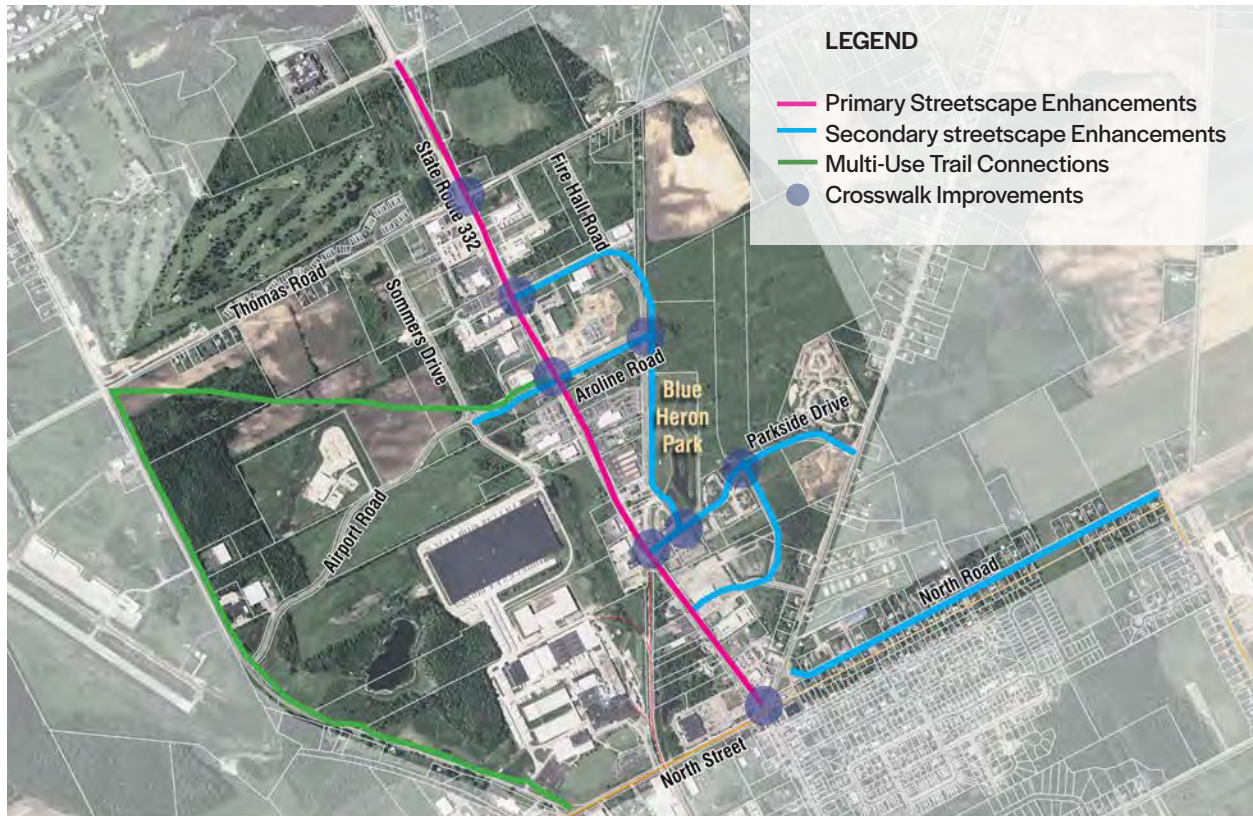 LEGEND
Primary Streetscape Enhancements
Secondary streetscape Enhancements
Multi-Use Trail Connections
Crosswalk Improvements
State Route 332
Fire Hall Road
Thomas Road
Sommers Drive
Aroline Road
Blue
Heron
Park
Parkside Drive
Airport Road
North Road
North Street